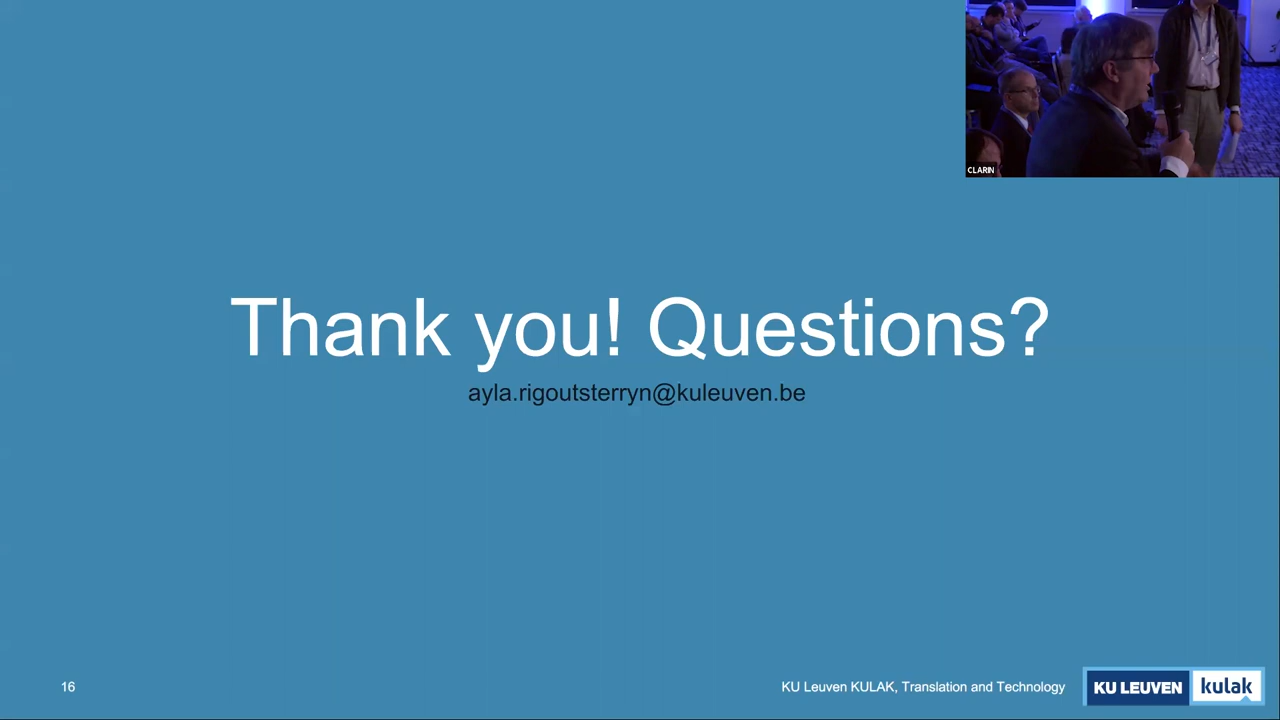 CLARIN
Thank you! Questions?
ayla.rigoutsterryn@kuleuven.be
16
KU Leuven KULAK, Translation and Technology
KU LEUVEN kulak